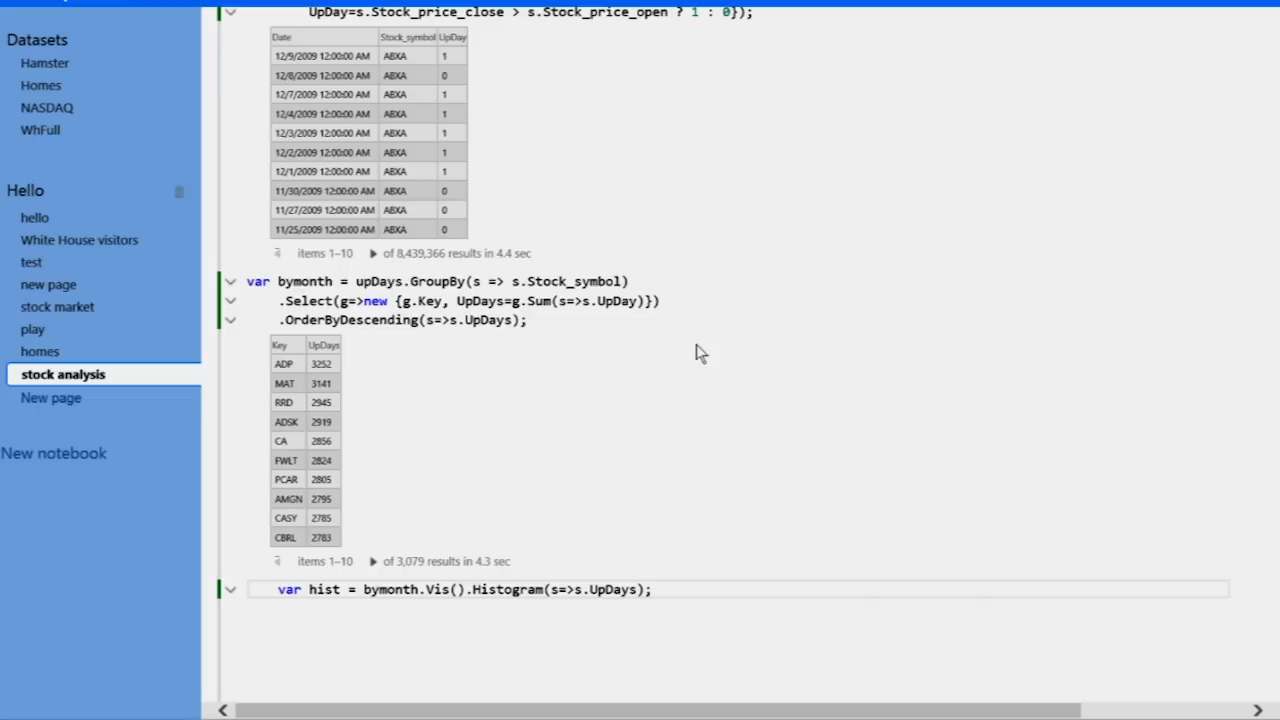 UpDay=s.Stock_price_close > s.Stock_price_open ? 1 : 0});
Datasets
Hamster
Homes
NASDAQ
WhFull
Hello
hello
White House visitors
test
new page
stock market
play
homes
stock analysis
New page
New notebook
Date Stock_symbol UpDay
12/9/2009 12:00:00 AM ABXA 1
12/8/2009 12:00:00 AM ABXA 0
12/7/2009 12:00:00 AM ABXA 1
12/4/2009 12:00:00 AM ABXA 1
12/3/2009 12:00:00 AM ABXA 1
12/2/2009 12:00:00 AM ABXA 1
12/1/2009 12:00:00 AM ABXA 1
11/30/2009 12:00:00 AM ABXA 0
11/27/2009 12:00:00 AM ABXA 0
11/25/2009 12:00:00 AM ABXA 0
items 1–10 of 8,439,366 results in 4.4 sec
var bymonth = upDays.GroupBy(s => s.Stock_symbol)
.Select(g=>new {g.Key, UpDays=g.Sum(s=>s.UpDay)})
.OrderByDescending(s=>s.UpDays);
Key UpDays
ADP 3252
MAT 3141
RRD 2945
ADSK 2919
CA 2856
FWLT 2824
PCAR 2805
AMGN 2795
CASY 2785
CBRL 2783
items 1–10 of 3,079 results in 4.3 sec
var hist = bymonth.Vis().Histogram(s=>s.UpDays);